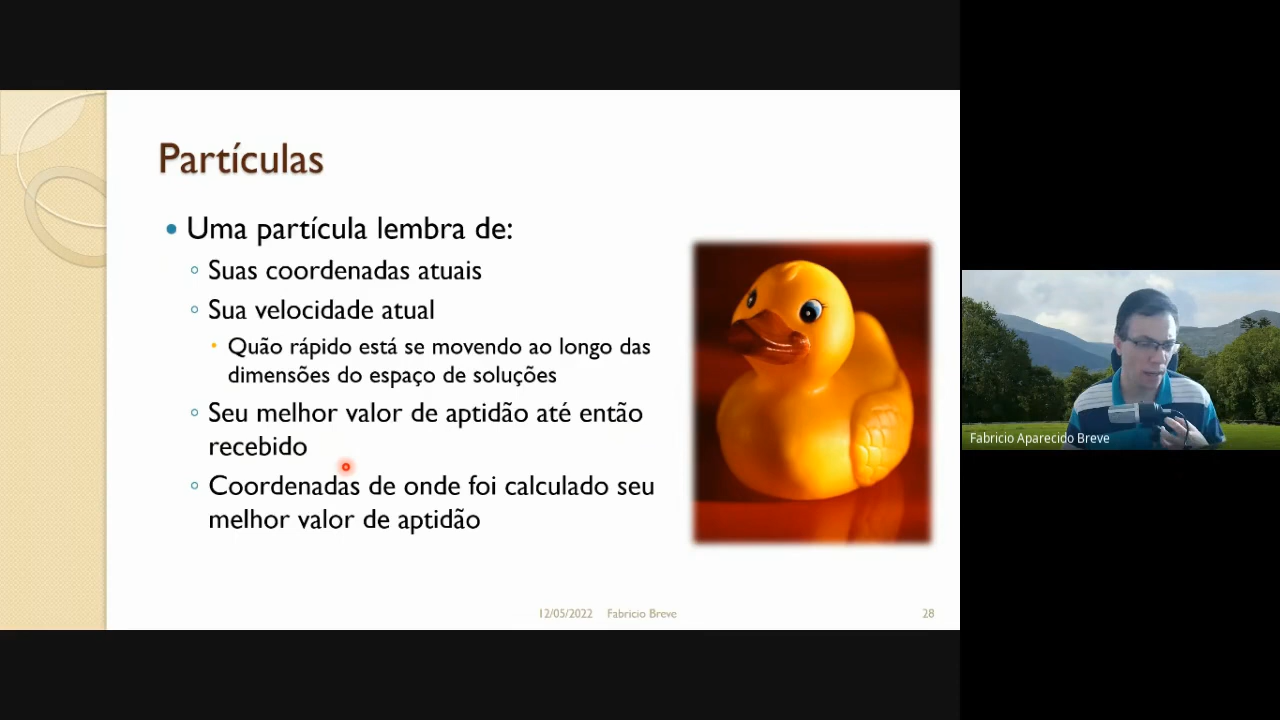 Partículas
Uma partícula lembra de:
Suas coordenadas atuais
Sua velocidade atual
Quão rápido está se movendo ao longo das
dimensões do espaço de soluções
Seu melhor valor de aptidão até então
recebido
Coordenadas de onde foi calculado seu
melhor valor de aptidão
12/05/2022 Fabricio Breve 28
Fabricio Aparecido Breve